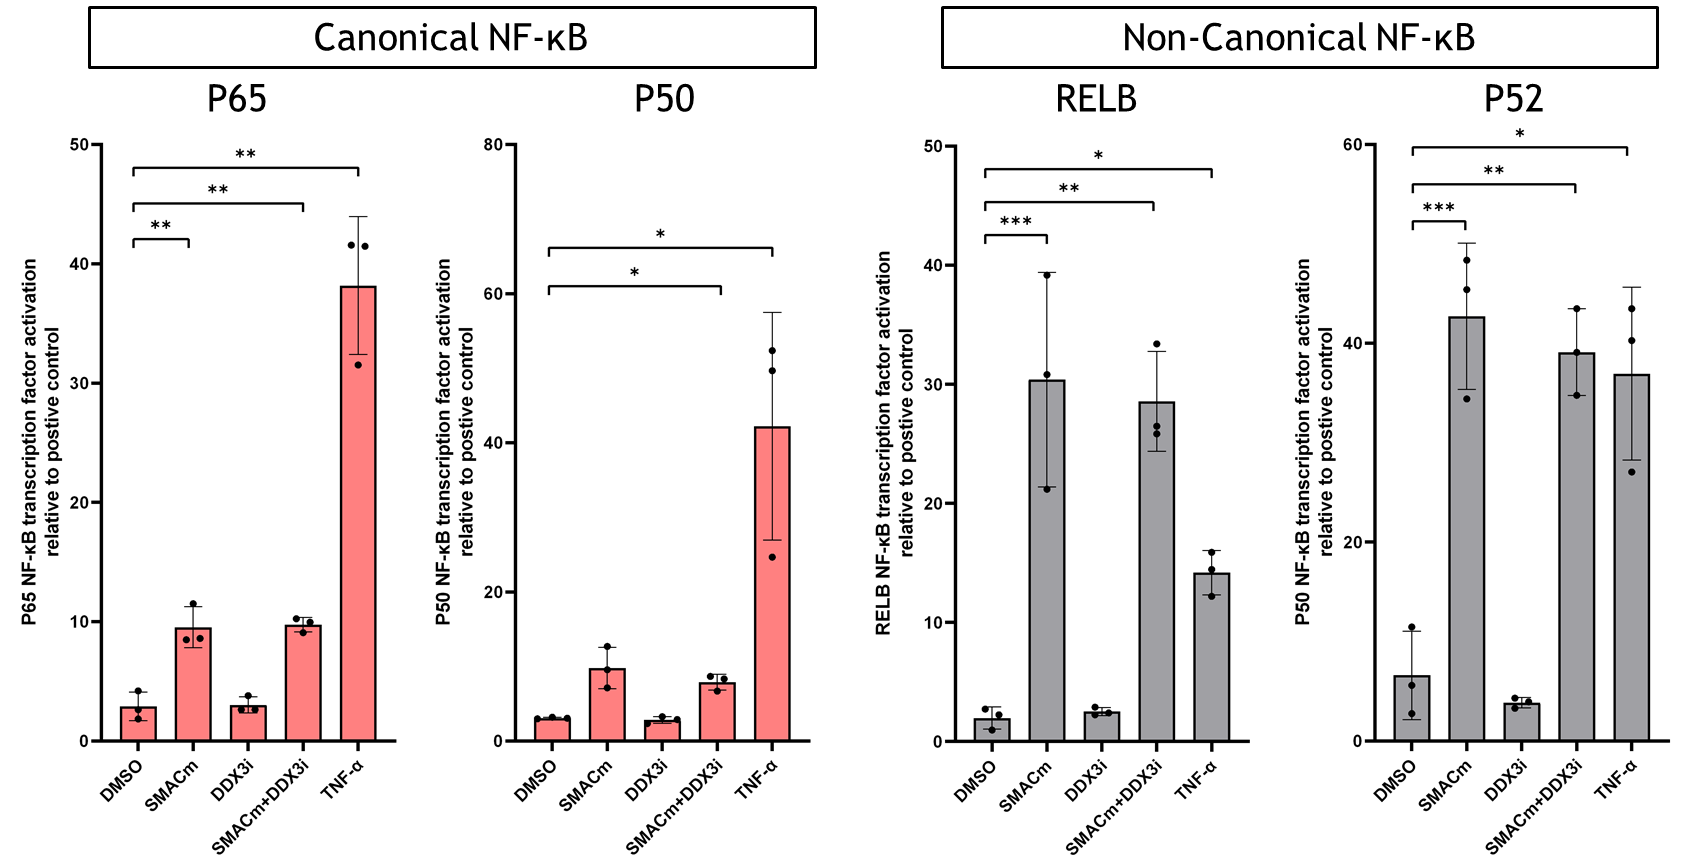 Canonical NF-κB
Non-Canonical NF-κB
P65
P50
RELB
P52
P65 NF-κB transcription factor activation
relative to postive control
50
40
30
20
10
0
**
**
**
DMSO
SMACm
DDX3i
SMACm+DDX3i
TNF-α
P50 NF-κB transcription factor activation
relative to postive control
80
60
40
20
0
*
*
DMSO
SMACm
DDX3i
SMACm+DDX3i
TNF-α
RELB NF-κB transcription factor activation
relative to postive control
50
40
30
20
10
0
*
**
***
DMSO
SMACm
DDX3i
SMACm+DDX3i
TNF-α
P50 NF-κB transcription factor activation
relative to postive control
60
40
20
0
*
**
***
DMSO
SMACm
DDX3i
SMACm+DDX3i
TNF-α